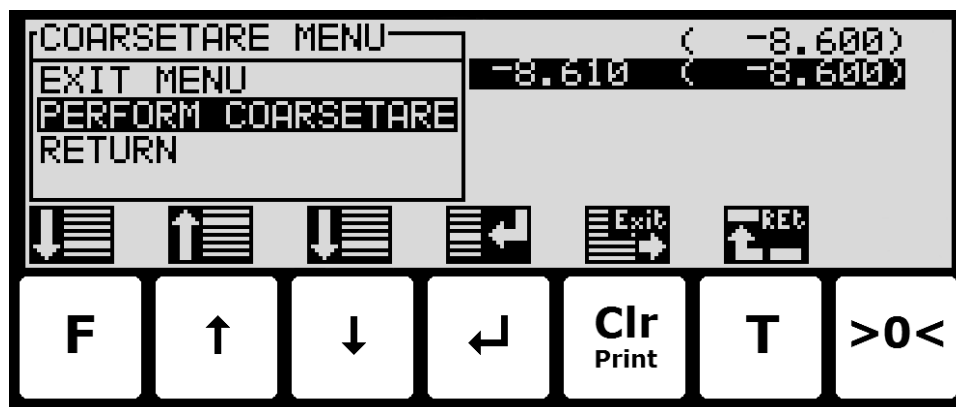 COARSETARE MENU
( -8.600)
EXIT MENU
-8.610 ( -8.600)
PERFORM COARSETARE
RETURN
Exit
REt
F ↑ ↓ ↵ Clr T >0<
Print